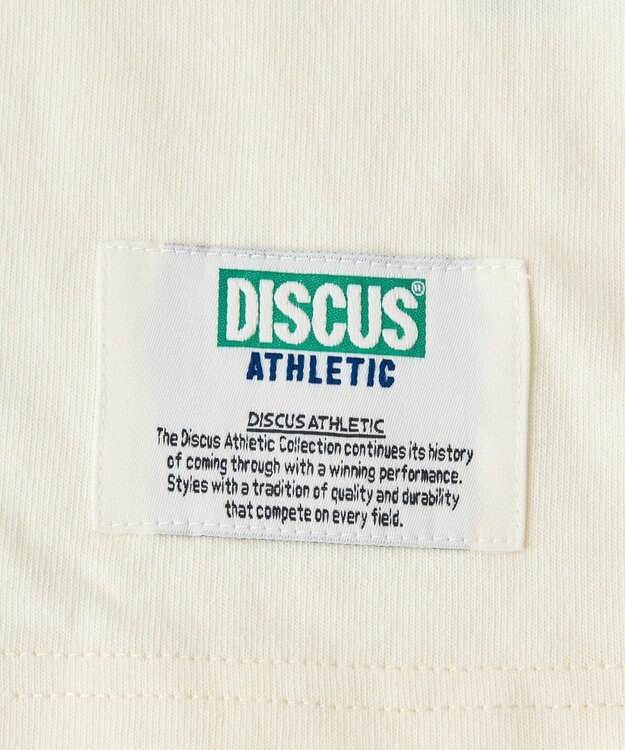 DISCUS®
ATHLETIC
DISCUS ATHLETIC
The Discus Athletic Collection continues its history
of coming through with a winning performance.
Styles with a tradition of quality and durability
that compete on every field.